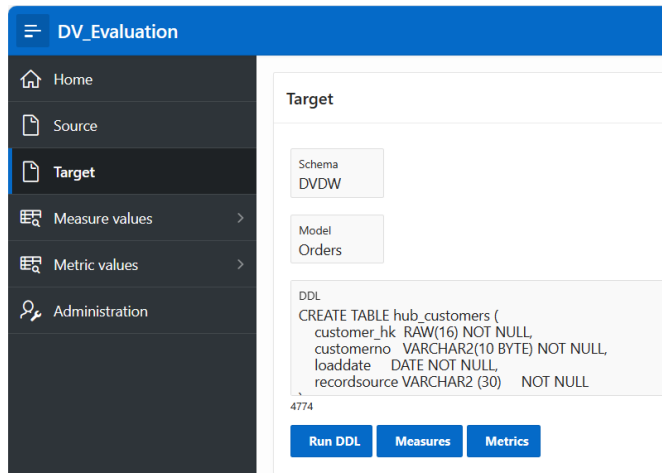 DV_Evaluation
Home
Source
Target
Measure values
Metric values
Administration
Target
Schema
DVDW
Model
Orders
DDL
CREATE TABLE hub_customers (
customer_hk RAW(16) NOT NULL,
customerno VARCHAR2(10 BYTE) NOT NULL,
loaddate DATE NOT NULL,
recordsource VARCHAR2 (30) NOT NULL
4774
Run DDL Measures Metrics